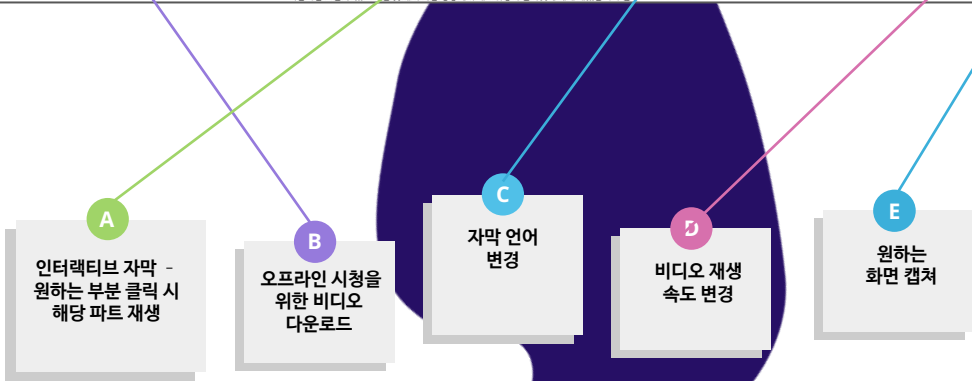 A
인터랙티브 자막 -
원하는 부분 클릭 시
해당 파트 재생
B
오프라인 시청을
위한 비디오
다운로드
C
자막 언어
변경
D
비디오 재생
속도 변경
E
원하는
화면 캡쳐